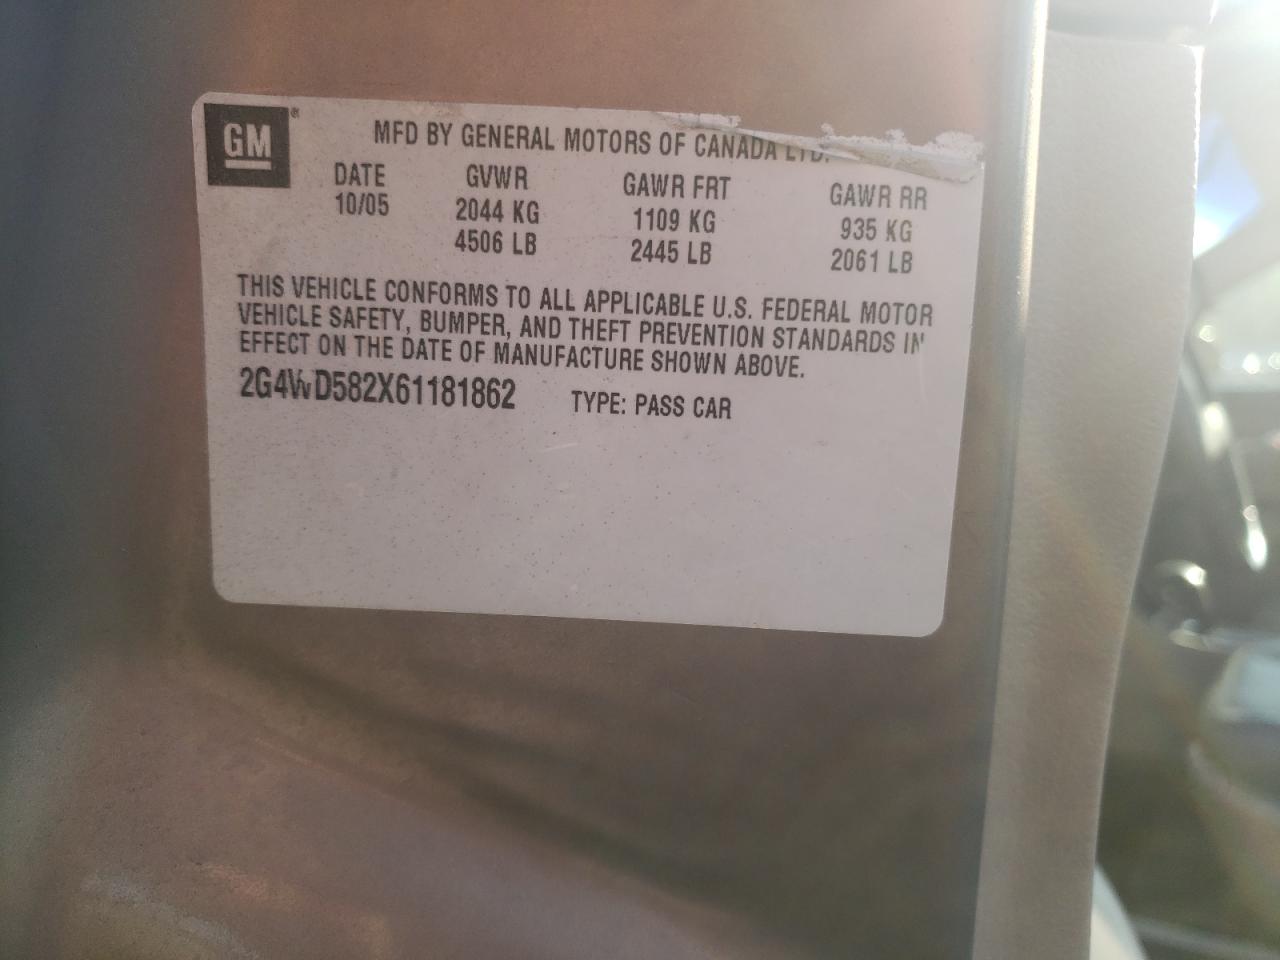 GM®
MFD BY GENERAL MOTORS OF CANADA LTD.
DATE GVWR GAWR FRT GAWR RR
10/05 2044 KG 1109 KG 935 KG
4506 LB 2445 LB 2061 LB
THIS VEHICLE CONFORMS TO ALL APPLICABLE U.S. FEDERAL MOTOR
VEHICLE SAFETY, BUMPER, AND THEFT PREVENTION STANDARDS IN
EFFECT ON THE DATE OF MANUFACTURE SHOWN ABOVE.
2G4WD582X61181862 TYPE: PASS CAR